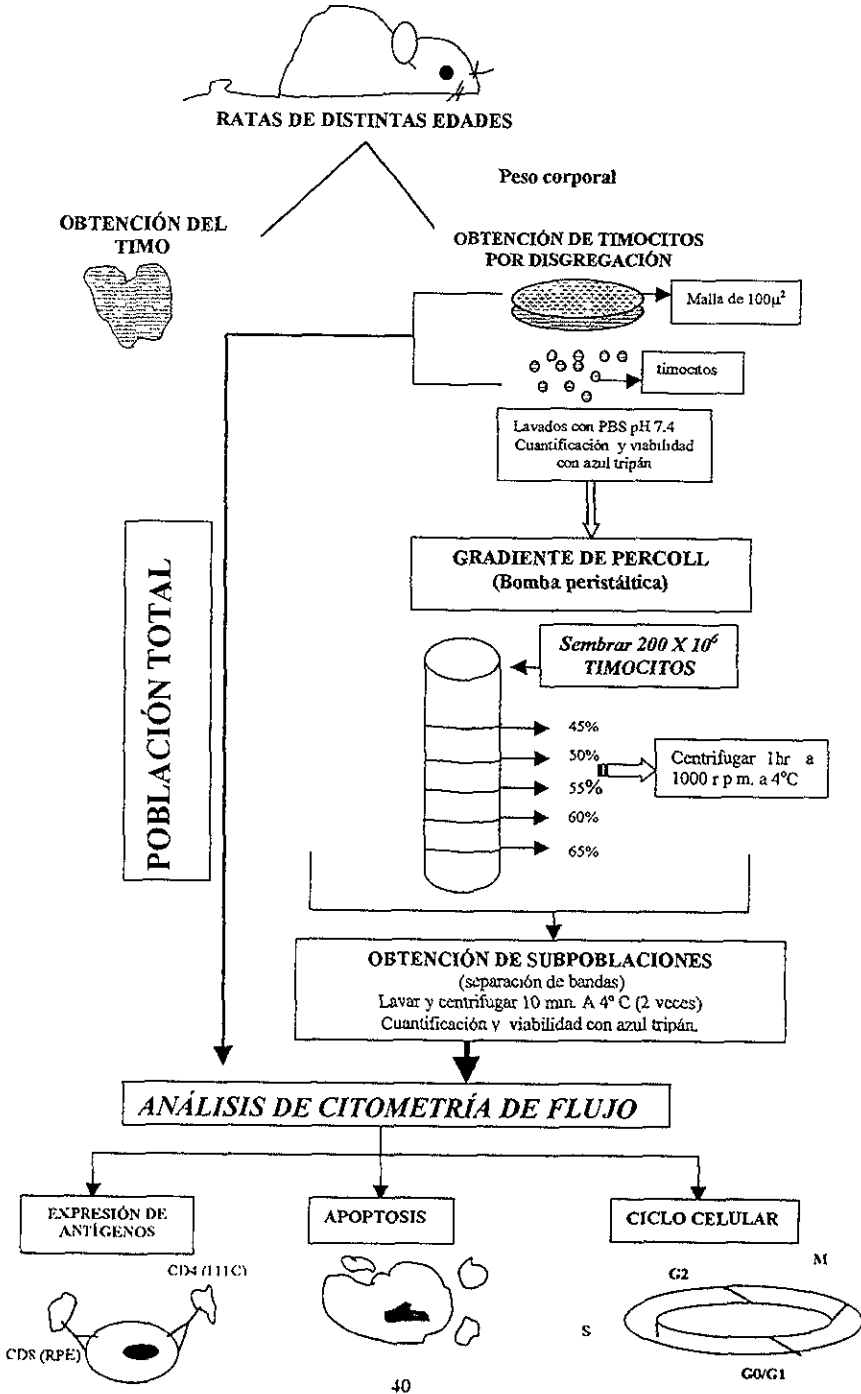 RATAS DE DISTINTAS EDADES
Peso corporal
OBTENCIÓN DEL
TIMO
OBTENCIÓN DE TIMOCITOS
POR DISGREGACIÓN
Malla de 100µ²
timocitos
Lavados con PBS pH 7.4
Cuantificación y viabilidad
con azul tripán
GRADIENTE DE PERCOLL
(Bomba peristáltica)
Sembrar 200 X 10⁶
TIMOCITOS
45%
50%
55%
60%
65%
Centrifugar 1hr a
1000 r p m. a 4°C
POBLACIÓN TOTAL
OBTENCIÓN DE SUBPOBLACIONES
(separación de bandas)
Lavar y centrifugar 10 min. A 4° C (2 veces)
Cuantificación y viabilidad con azul tripán.
ANÁLISIS DE CITOMETRÍA DE FLUJO
EXPRESIÓN DE
ANTÍGENOS
APOPTOSIS
CICLO CELULAR
CD4
CD8 (RPE)
G2
M
S
G0/G1
40